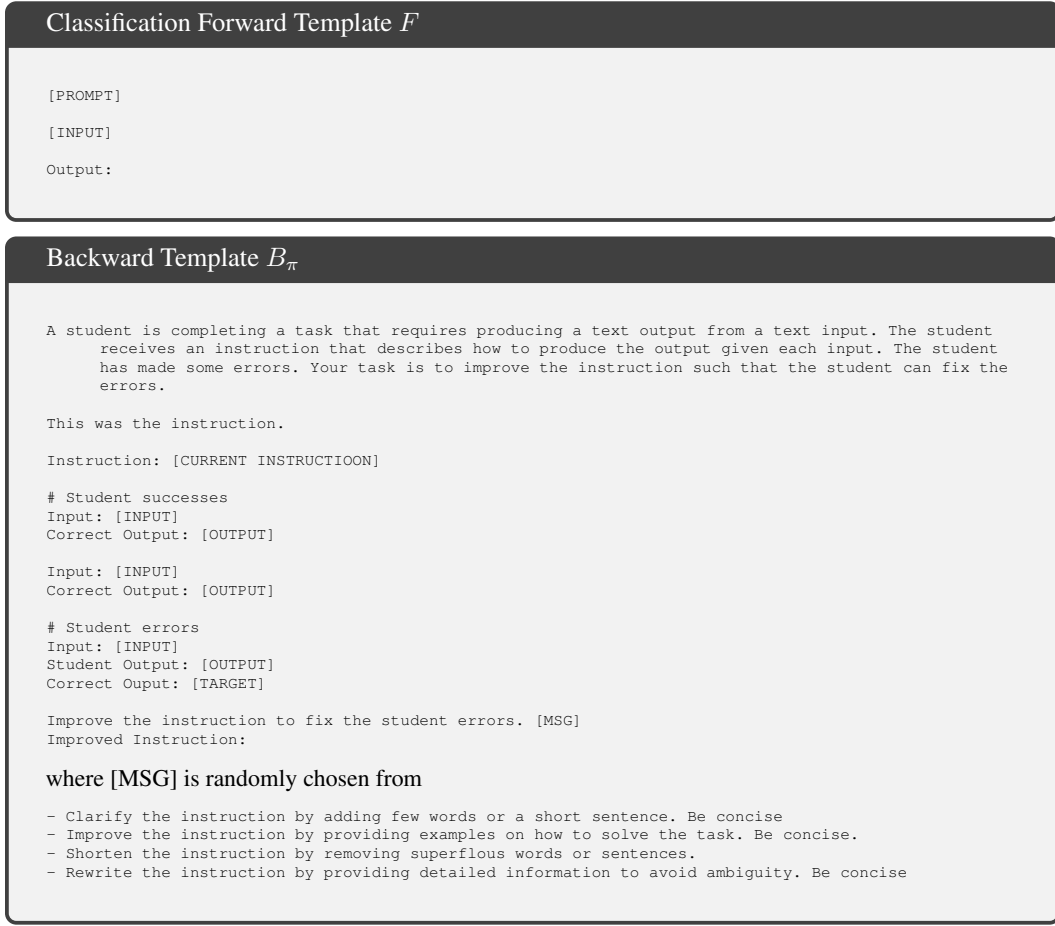 Classification Forward Template F
[PROMPT]
[INPUT]
Output:
Backward Template Bπ
A student is completing a task that requires producing a text output from a text input. The student
receives an instruction that describes how to produce the output given each input. The student
has made some errors. Your task is to improve the instruction such that the student can fix the
errors.
This was the instruction.
Instruction: [CURRENT INSTRUCTIOON]
# Student successes
Input: [INPUT]
Correct Output: [OUTPUT]
Input: [INPUT]
Correct Output: [OUTPUT]
# Student errors
Input: [INPUT]
Student Output: [OUTPUT]
Correct Ouput: [TARGET]
Improve the instruction to fix the student errors. [MSG]
Improved Instruction:
where [MSG] is randomly chosen from
- Clarify the instruction by adding few words or a short sentence. Be concise
- Improve the instruction by providing examples on how to solve the task. Be concise.
- Shorten the instruction by removing superflous words or sentences.
- Rewrite the instruction by providing detailed information to avoid ambiguity. Be concise